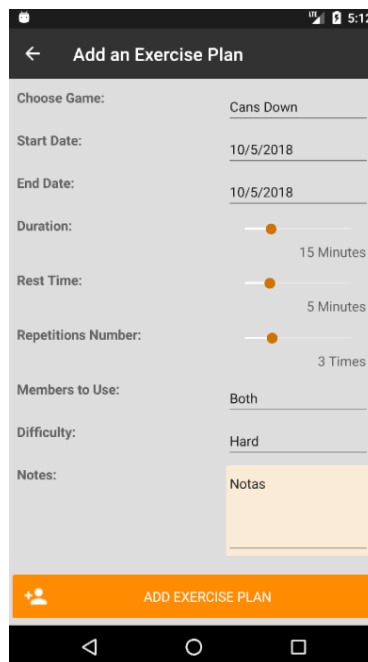 LTE 5:12
Add an Exercise Plan
Choose Game: Cans Down
Start Date: 10/5/2018
End Date: 10/5/2018
Duration:
15 Minutes
Rest Time:
5 Minutes
Repetitions Number:
3 Times
Members to Use: Both
Difficulty: Hard
Notes: Notas
ADD EXERCISE PLAN